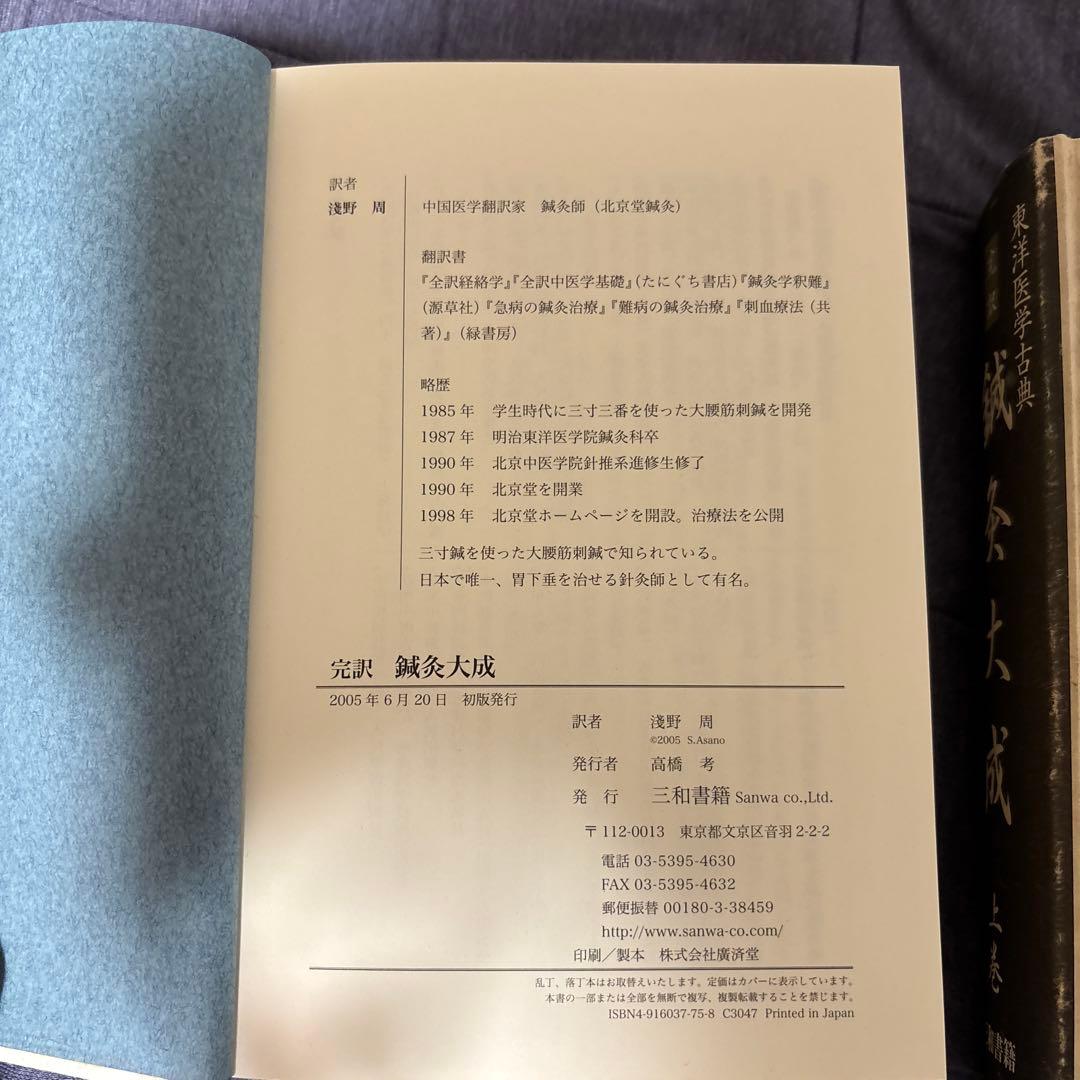 訳者
淺野　周
中国医学翻訳家　鍼灸師（北京堂鍼灸）
翻訳書
『全訳経絡学』『全訳中医学基礎』（たにぐち書店）『鍼灸学釈難』
（源草社）『急病の鍼灸治療』『難病の鍼灸治療』『刺血療法（共
著）』（緑書房）
略歴
1985年　学生時代に三寸三番を使った大腰筋刺鍼を開発
1987年　明治東洋医学院鍼灸科卒
1990年　北京中医学院針推系進修生修了
1990年　北京堂を開業
1998年　北京堂ホームページを開設。治療法を公開
三寸鍼を使った大腰筋刺鍼で知られている。
日本で唯一、胃下垂を治せる針灸師として有名。
完訳　鍼灸大成
2005年6月20日　初版発行
訳者　淺野　周
©2005 S.Asano
発行者　高橋　考
発　行　三和書籍 Sanwa co.,Ltd.
〒112-0013　東京都文京区音羽2-2-2
電話 03-5395-4630
FAX 03-5395-4632
郵便振替 00180-3-38459
http://www.sanwa-co.com/
印刷／製本　株式会社廣済堂
乱丁、落丁本はお取替えいたします。定価はカバーに表示しています。
本書の一部または全部を無断で複写、複製転載することを禁じます。
ISBN4-916037-75-8 C3047 Printed in Japan
東洋医学古典
鍼灸大成
上巻
和書籍